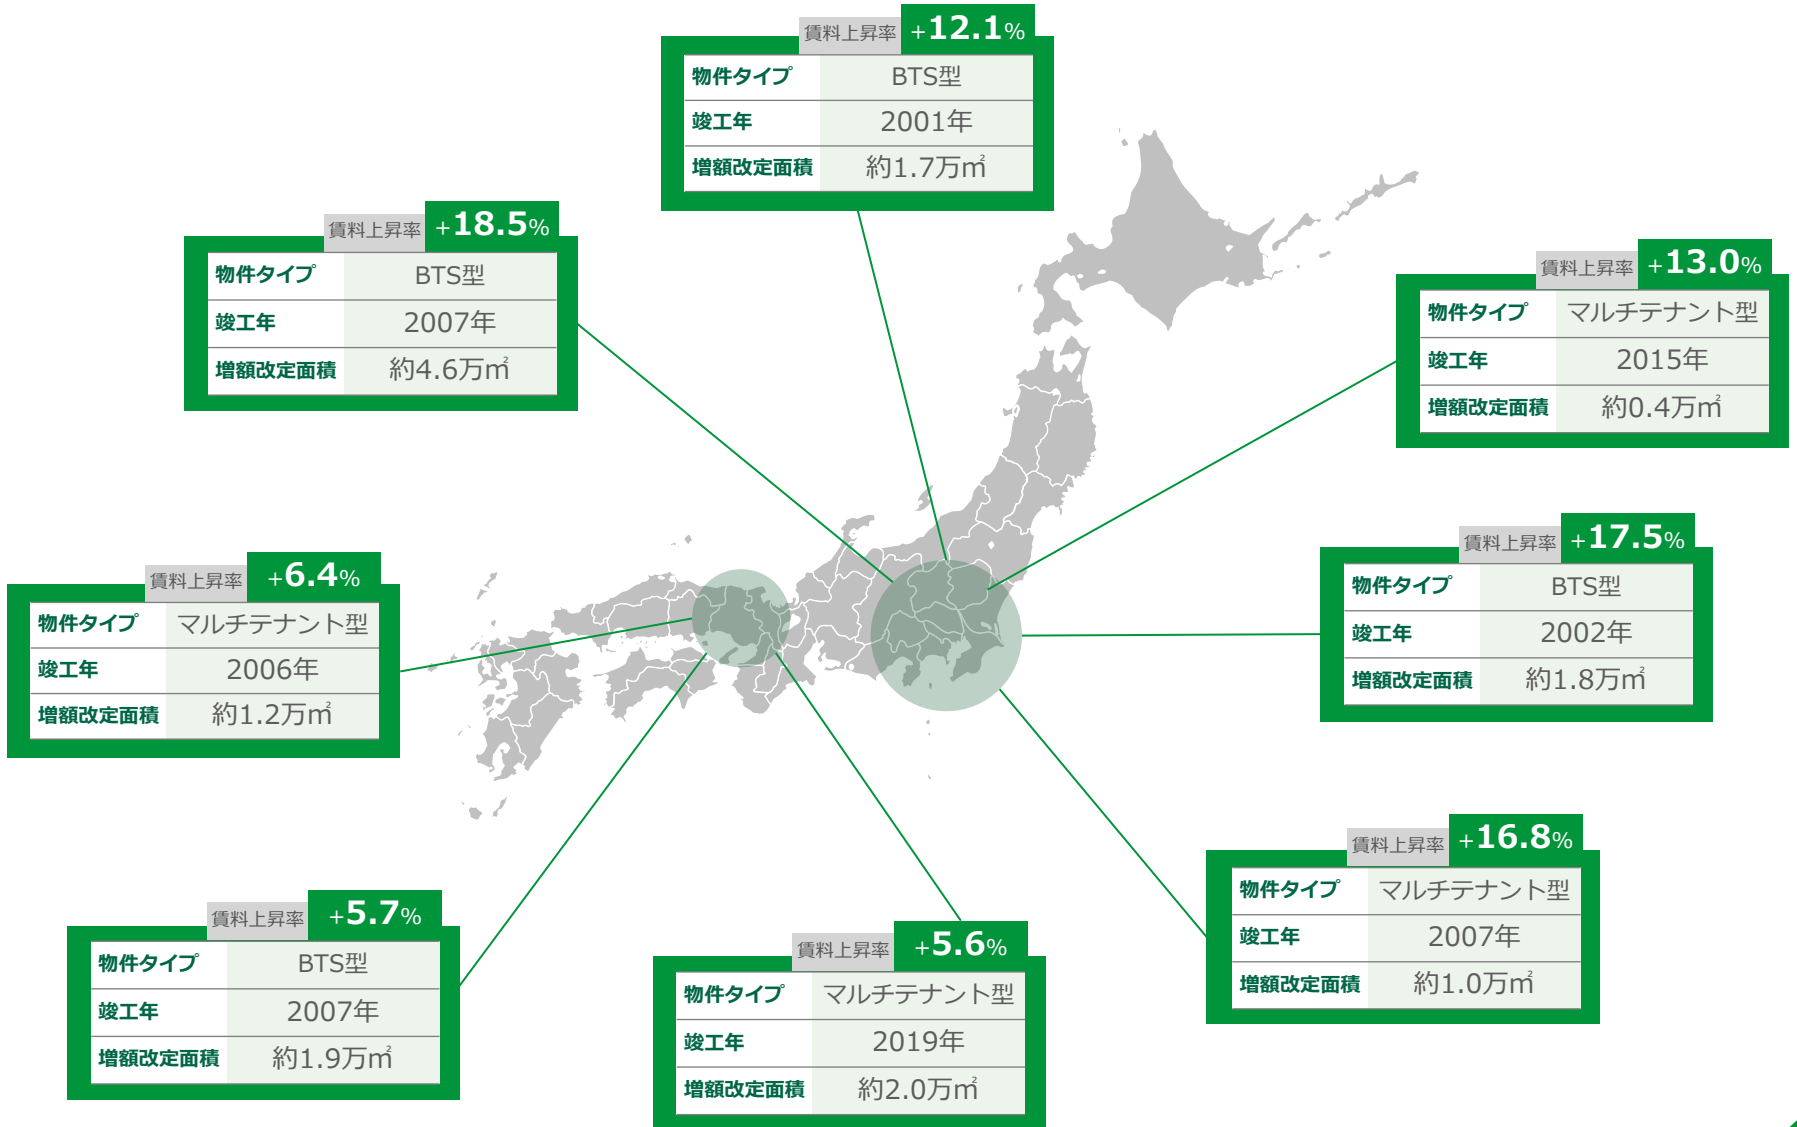 賃料上昇率 +12.1%
物件タイプ BTS型
竣工年 2001年
増額改定面積 約1.7万㎡
賃料上昇率 +18.5%
物件タイプ BTS型
竣工年 2007年
増額改定面積 約4.6万㎡
賃料上昇率 +13.0%
物件タイプ マルチテナント型
竣工年 2015年
増額改定面積 約0.4万㎡
賃料上昇率 +17.5%
物件タイプ BTS型
竣工年 2002年
増額改定面積 約1.8万㎡
賃料上昇率 +6.4%
物件タイプ マルチテナント型
竣工年 2006年
増額改定面積 約1.2万㎡
賃料上昇率 +16.8%
物件タイプ マルチテナント型
竣工年 2007年
増額改定面積 約1.0万㎡
賃料上昇率 +5.7%
物件タイプ BTS型
竣工年 2007年
増額改定面積 約1.9万㎡
賃料上昇率 +5.6%
物件タイプ マルチテナント型
竣工年 2019年
増額改定面積 約2.0万㎡